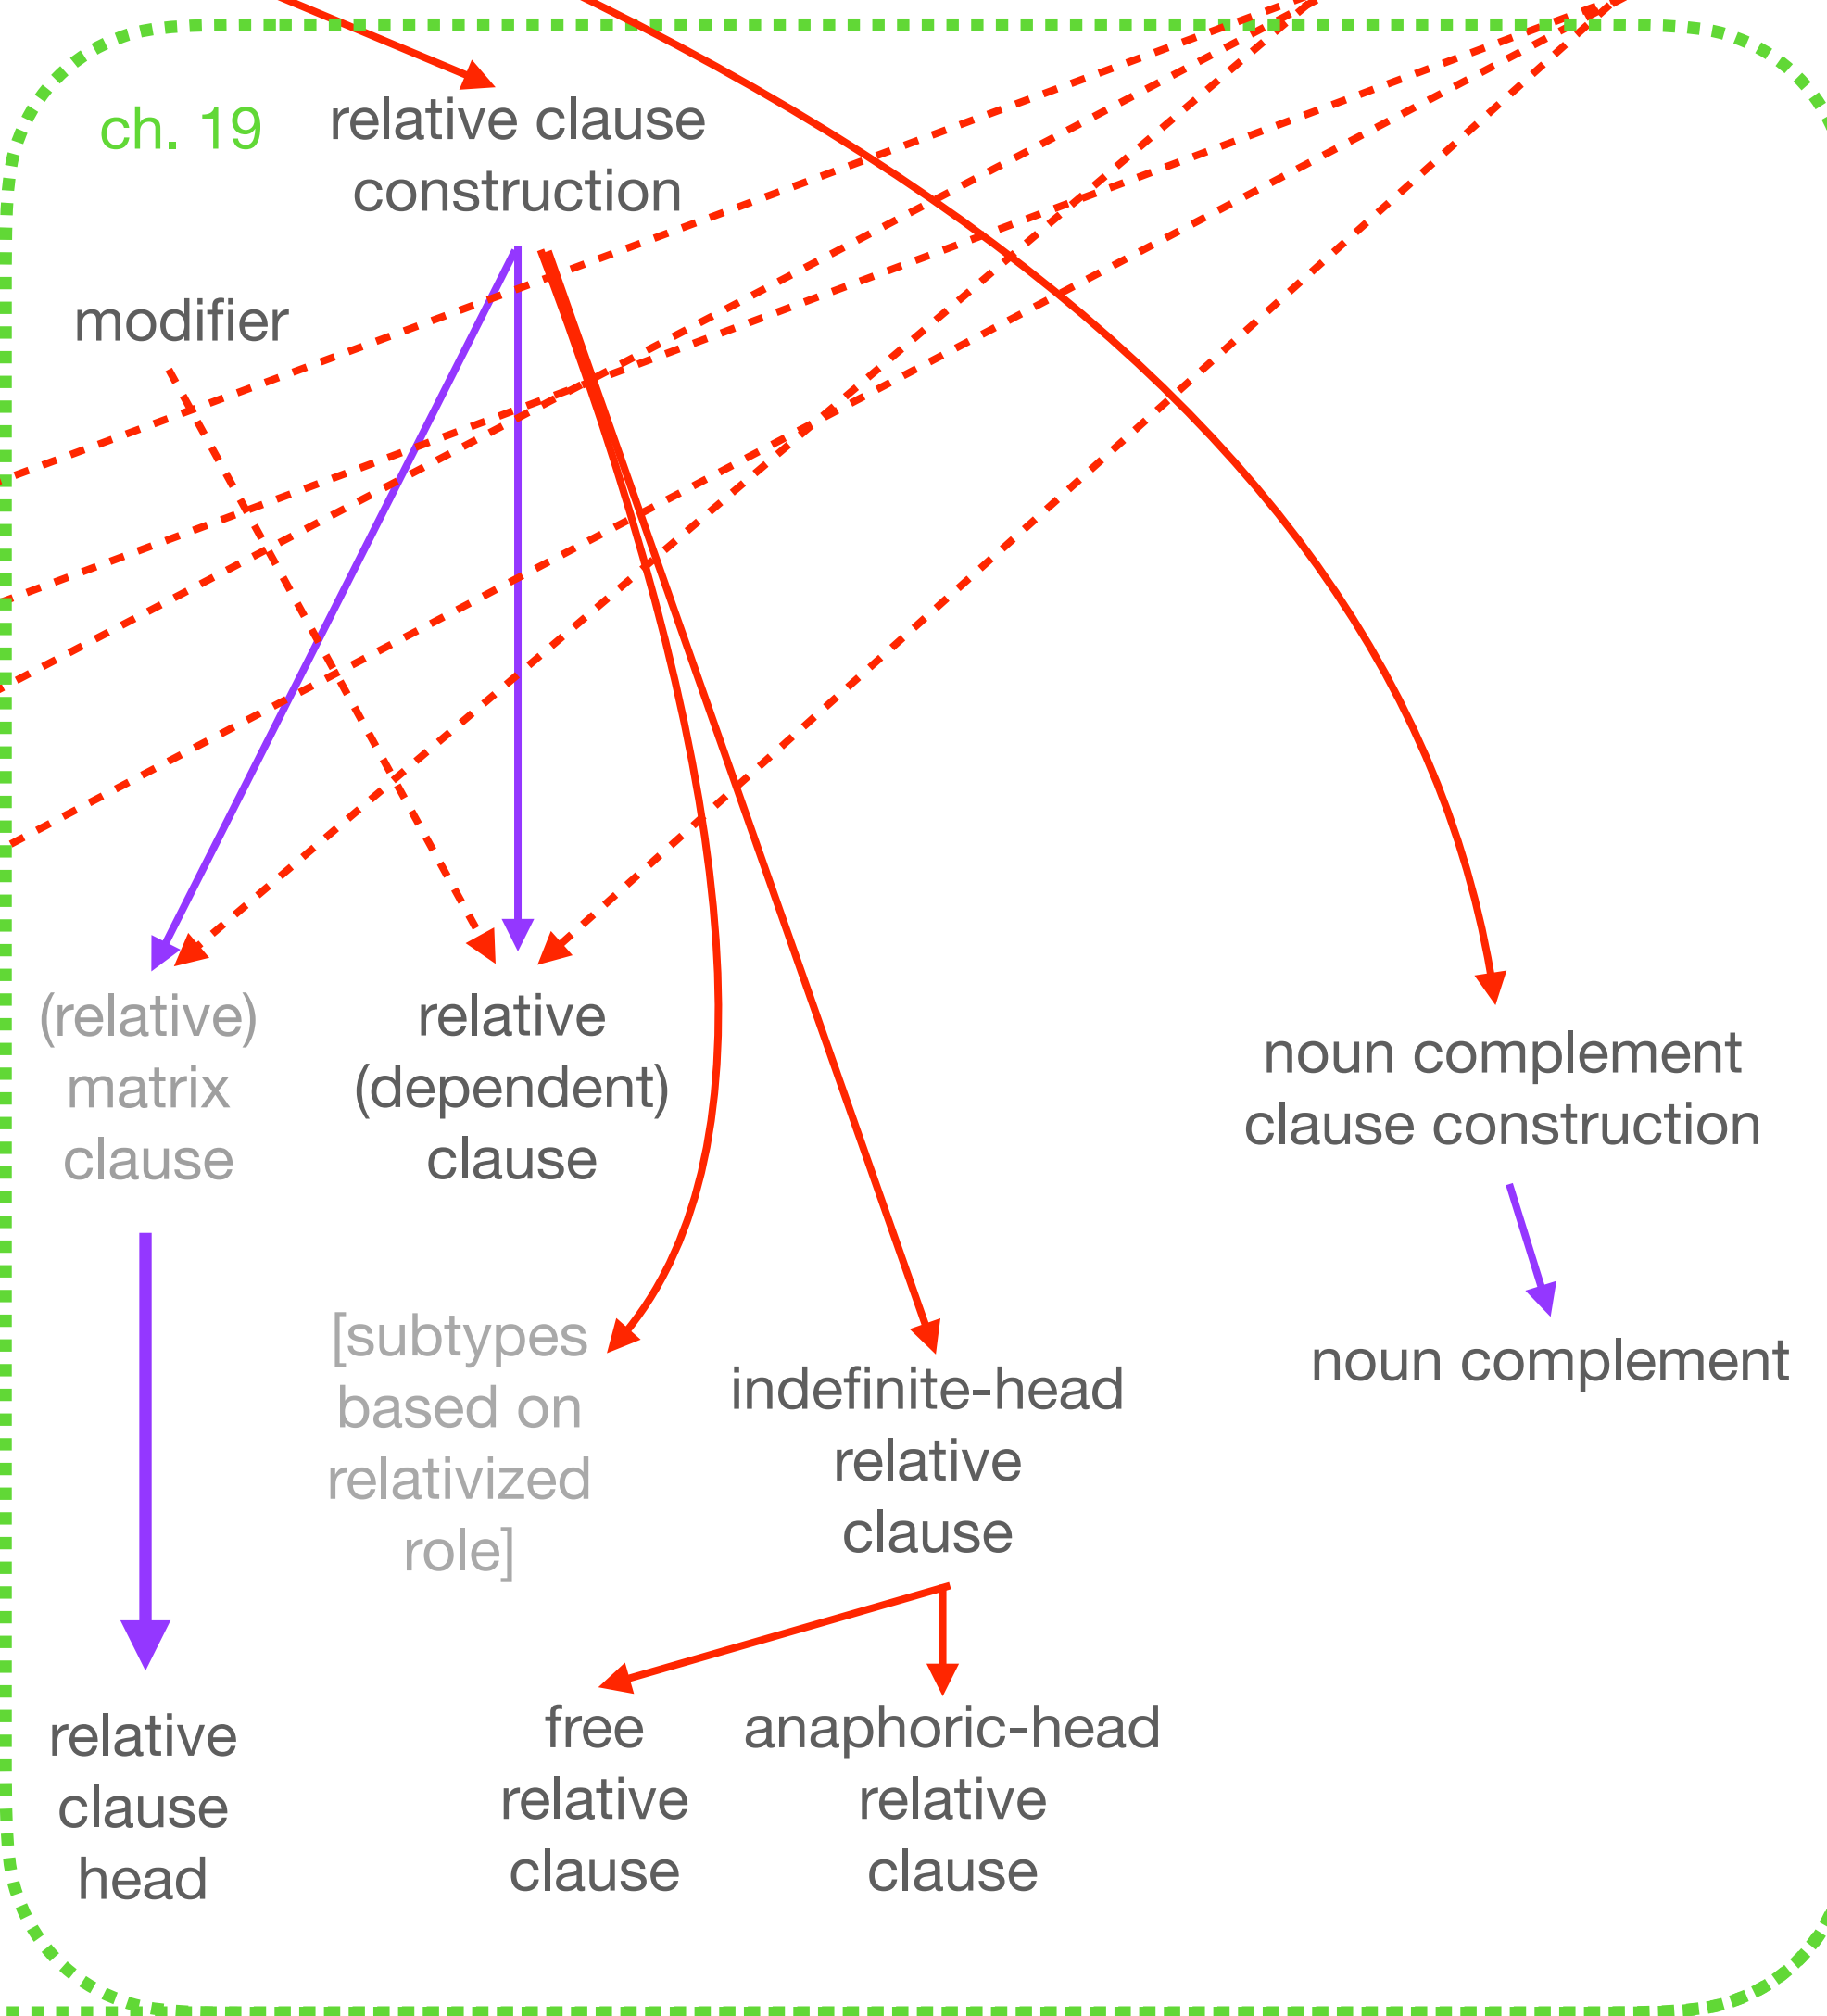 ch. 19
relative clause
construction
modifier
(relative)
matrix
clause
relative
(dependent)
clause
noun complement
clause construction
[subtypes
based on
relativized
role]
indefinite-head
relative
clause
noun complement
relative
clause
head
free
relative
clause
anaphoric-head
relative
clause